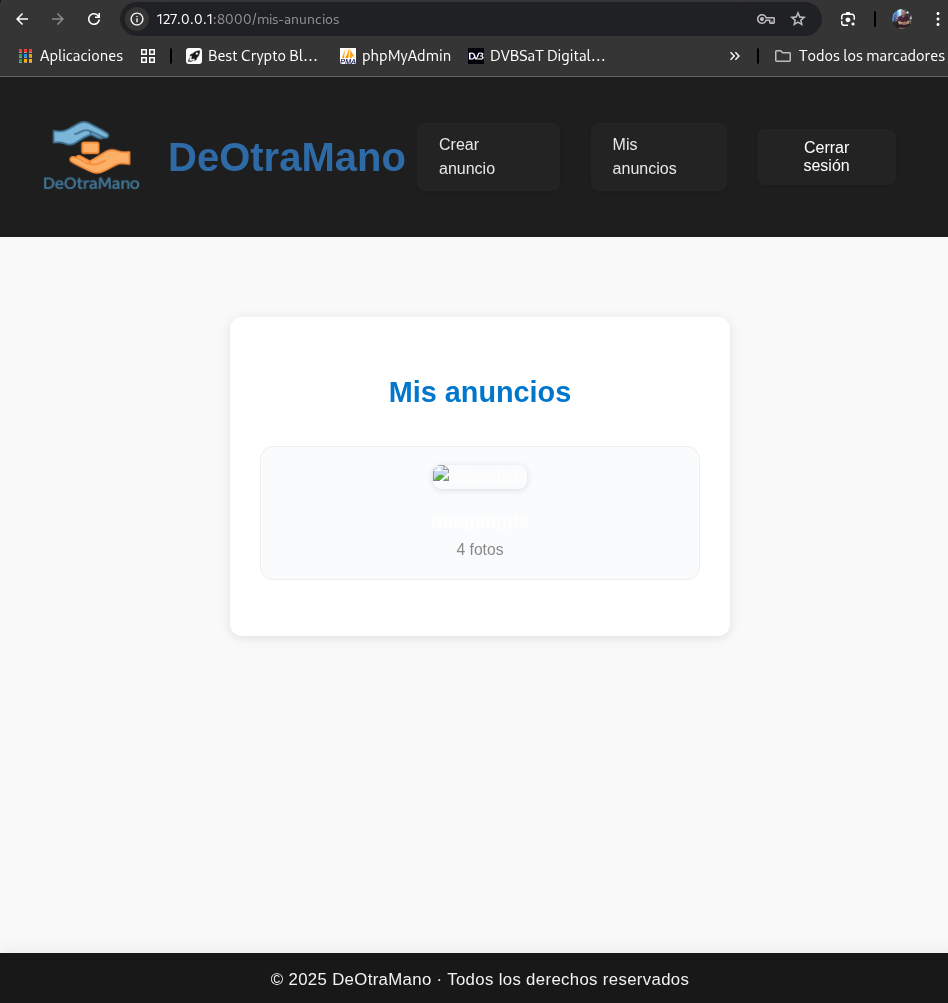 127.0.0.1:8000/mis-anuncios
Aplicaciones
Best Crypto Bl…
phpMyAdmin
DVBSaT Digital…
»
Todos los marcadores
DeOtraMano
DeOtraMano
Crear
anuncio
Mis
anuncios
Cerrar
sesión
Mis anuncios
4 fotos
© 2025 DeOtraMano · Todos los derechos reservados